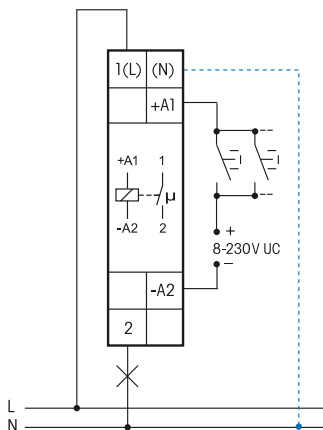 1(L) (N)
+A1
+A1 1
μ
-A2 2
+
8-230V UC
–
-A2
2
L
N